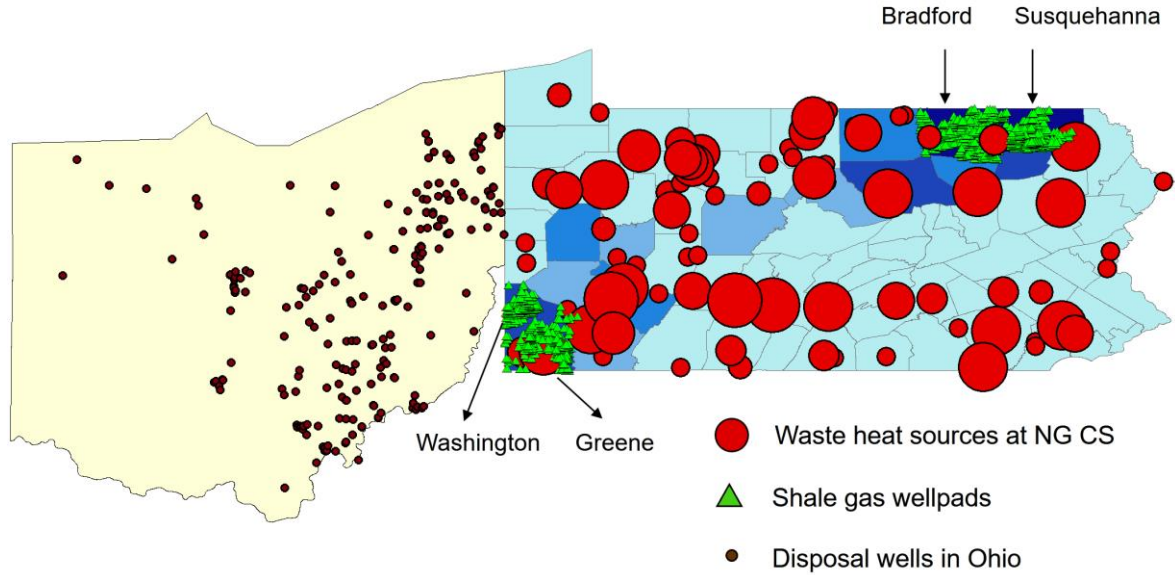 Bradford Susquehanna
Washington Greene
Waste heat sources at NG CS
Shale gas wellpads
Disposal wells in Ohio